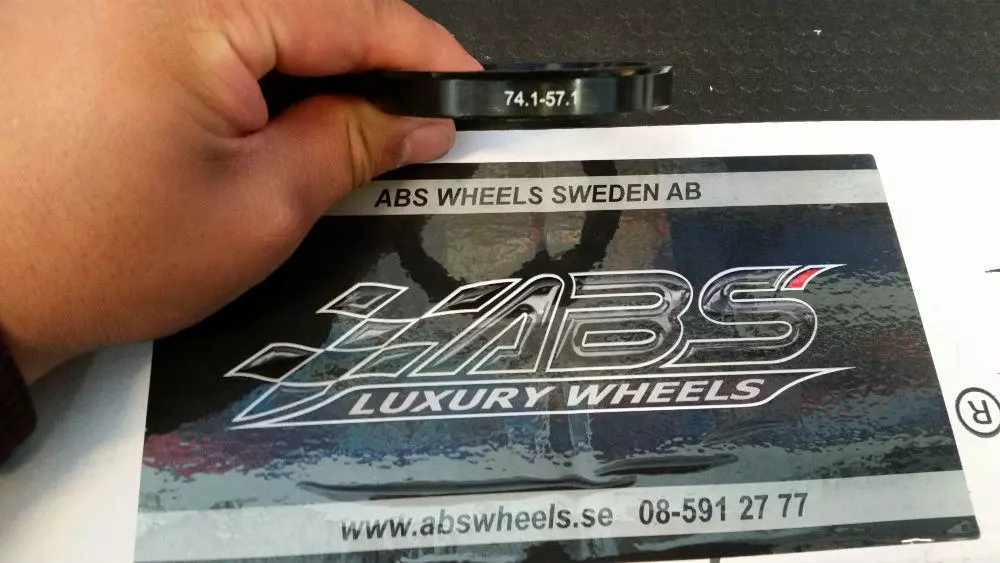 74.1-57.1
ABS WHEELS SWEDEN AB
ABS
LUXURY WHEELS
®
www.abswheels.se 08-591 27 77